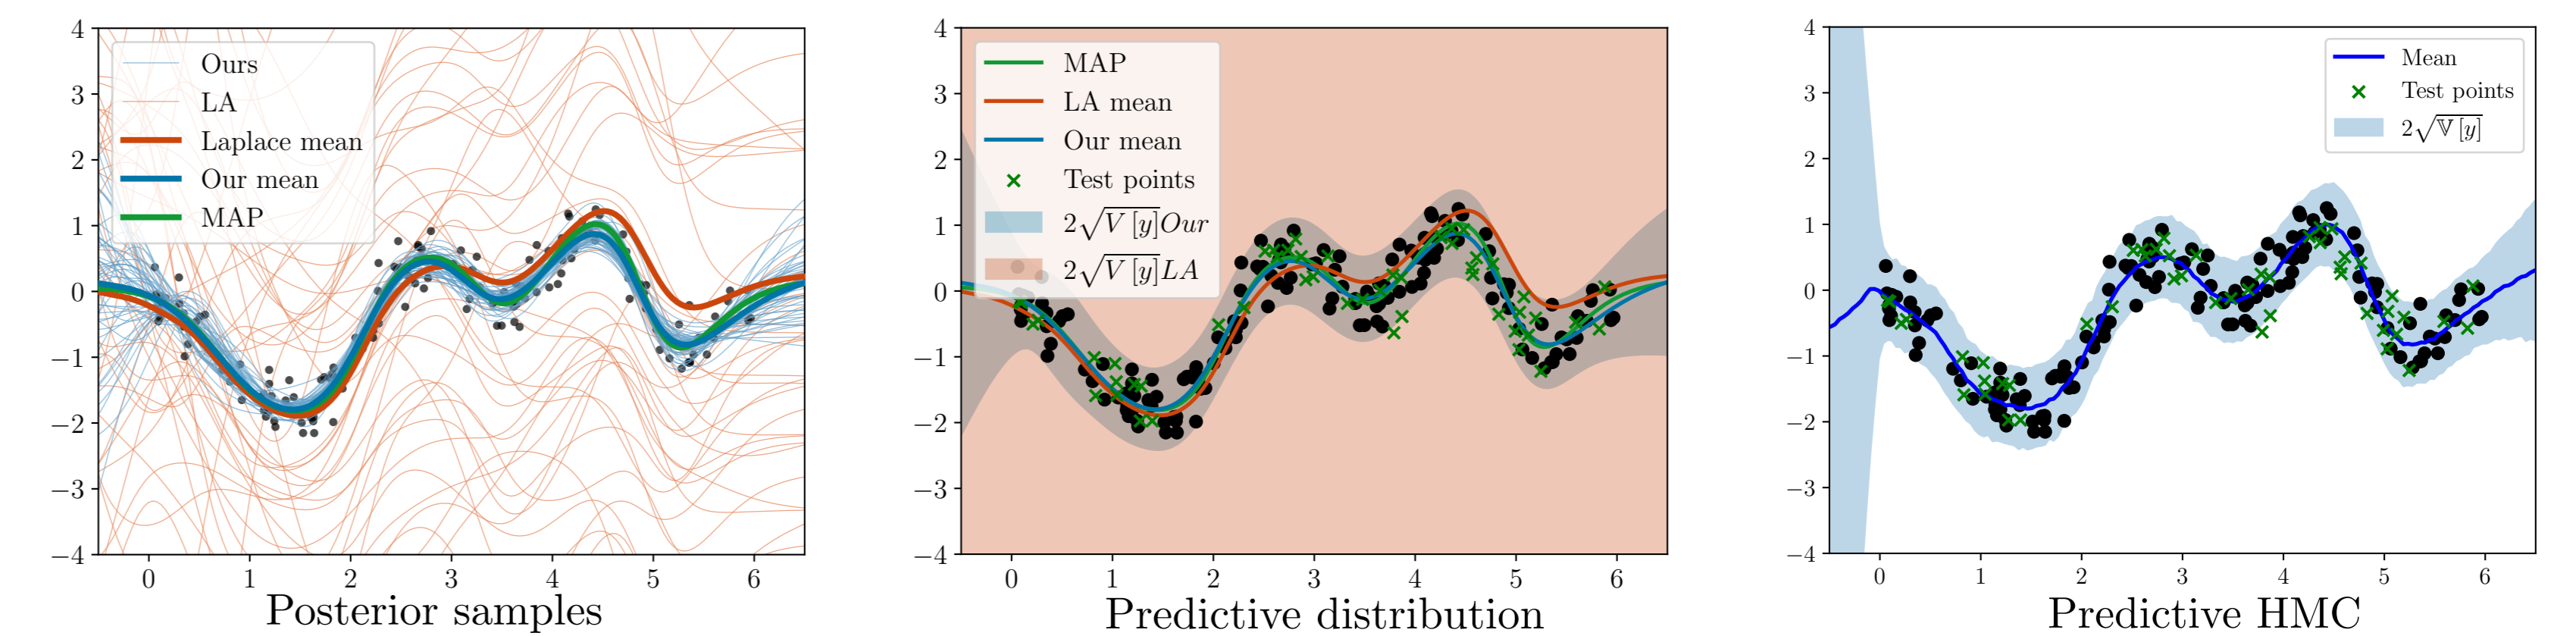 4
3
2
1
0
−1
−2
−3
−4
Ours
LA
Laplace mean
Our mean
MAP
0 1 2 3 4 5 6
Posterior samples
4
3
2
1
0
−1
−2
−3
−4
MAP
LA mean
Our mean
Test points
2√V [y]Our
2√V [y]LA
0 1 2 3 4 5 6
Predictive distribution
4
3
2
1
0
−1
−2
−3
−4
Mean
Test points
2√𝕍 [y]
0 1 2 3 4 5 6
Predictive HMC